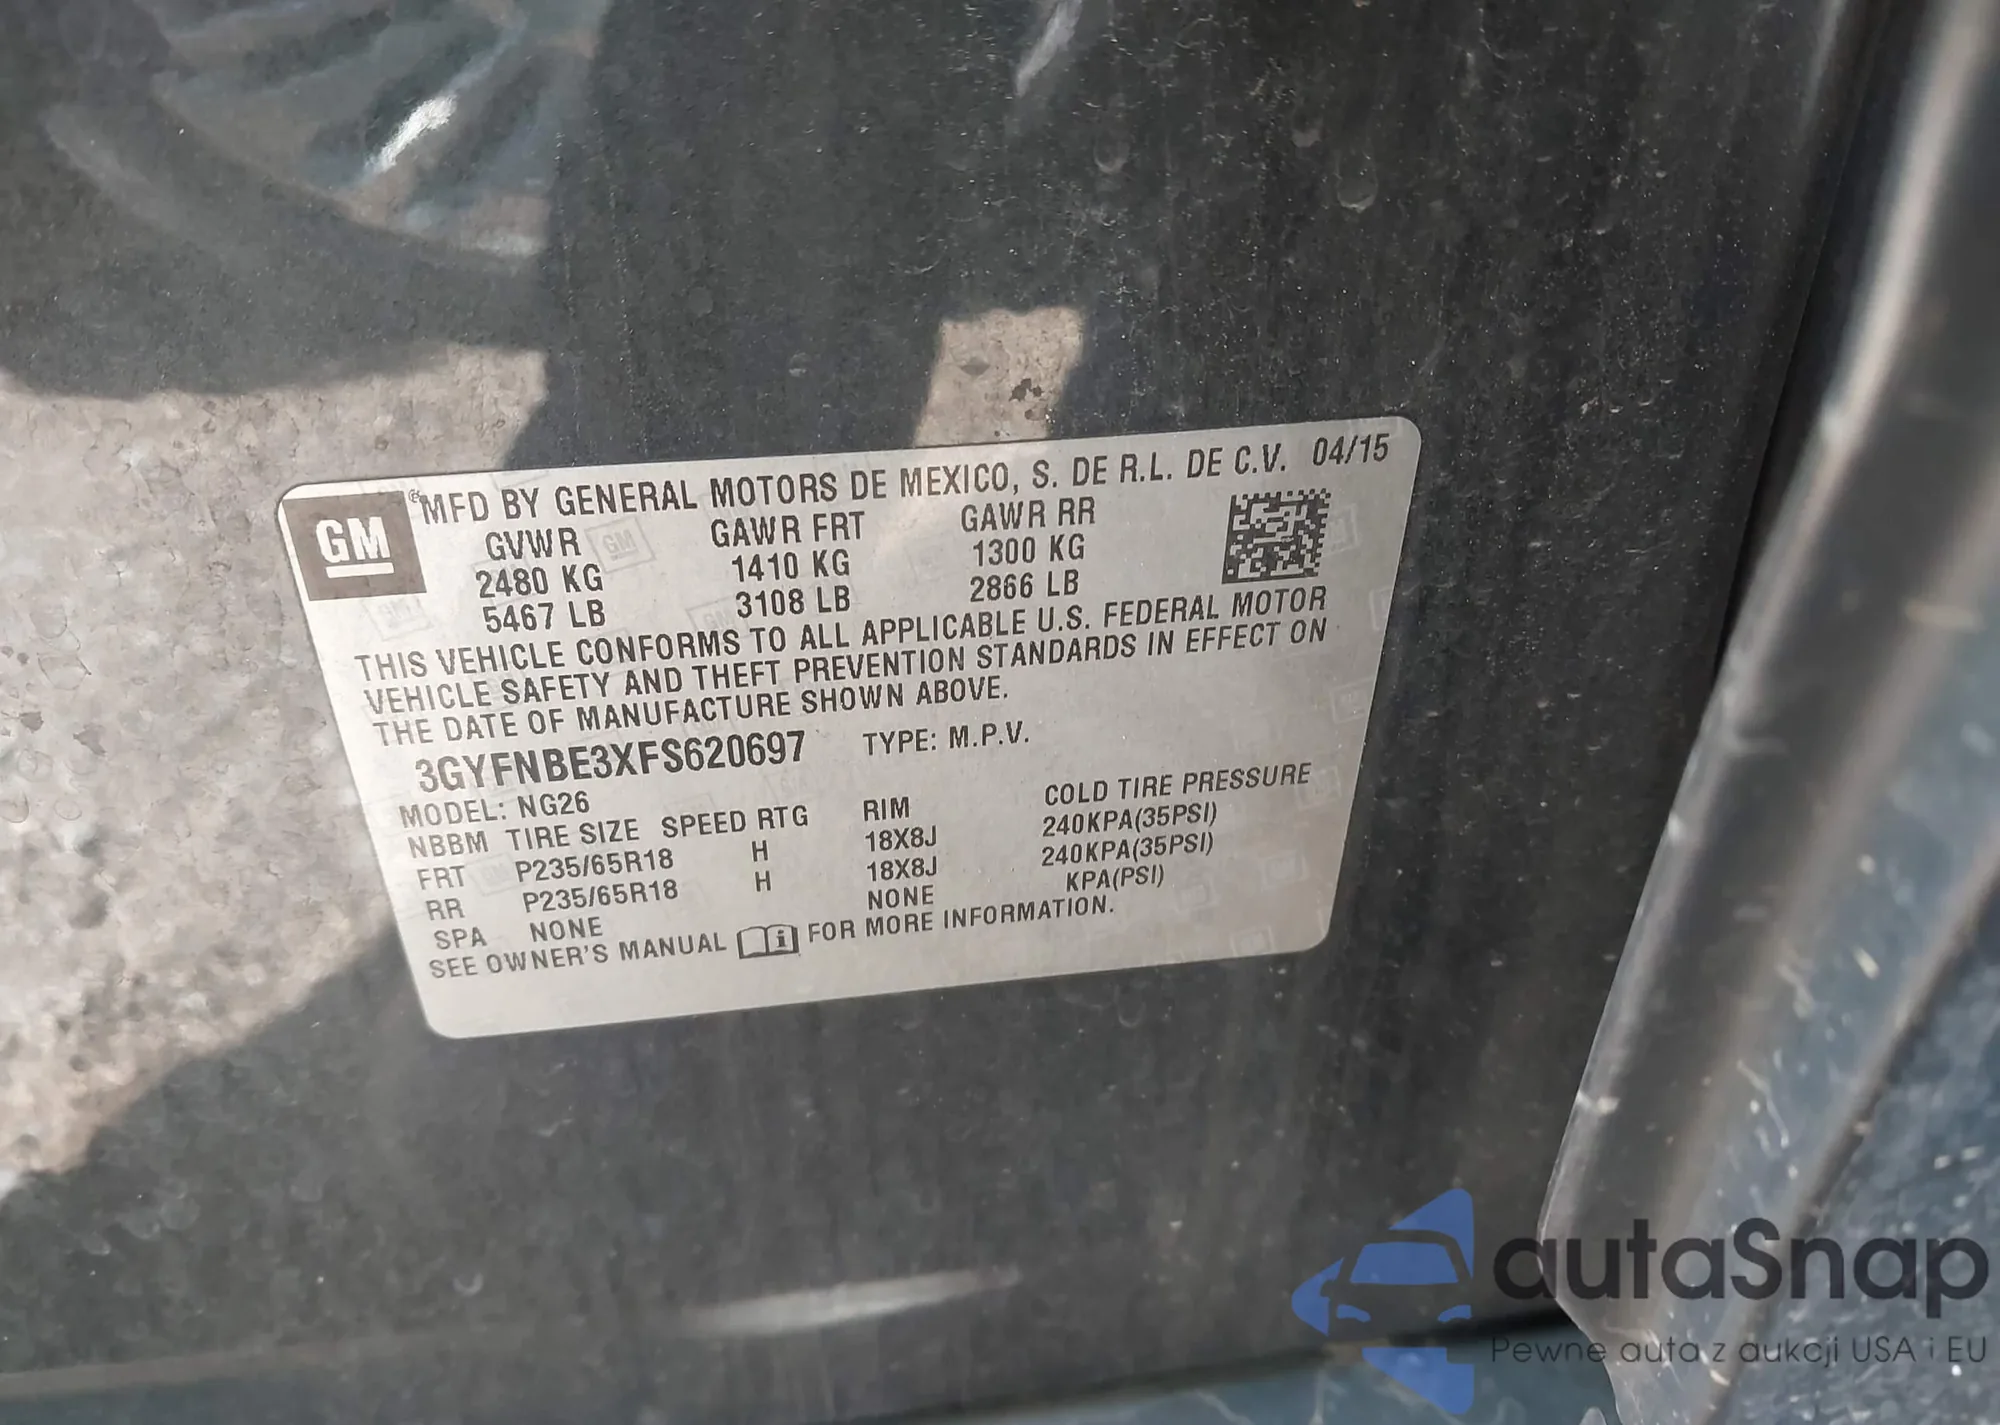 GM
® MFD BY GENERAL MOTORS DE MEXICO, S. DE R.L. DE C.V. 04/15
GVWR GAWR FRT GAWR RR
2480 KG 1410 KG 1300 KG
5467 LB 3108 LB 2866 LB
THIS VEHICLE CONFORMS TO ALL APPLICABLE U.S. FEDERAL MOTOR
VEHICLE SAFETY AND THEFT PREVENTION STANDARDS IN EFFECT ON
THE DATE OF MANUFACTURE SHOWN ABOVE.
3GYFNBE3XFS620697 TYPE: M.P.V.
MODEL: NG26
NBBM TIRE SIZE SPEED RTG RIM COLD TIRE PRESSURE
FRT P235/65R18 H 18X8J 240KPA(35PSI)
RR P235/65R18 H 18X8J 240KPA(35PSI)
SPA NONE NONE KPA(PSI)
SEE OWNER'S MANUAL i FOR MORE INFORMATION.
autaSnap
Pewne auta z aukcji USA i EU